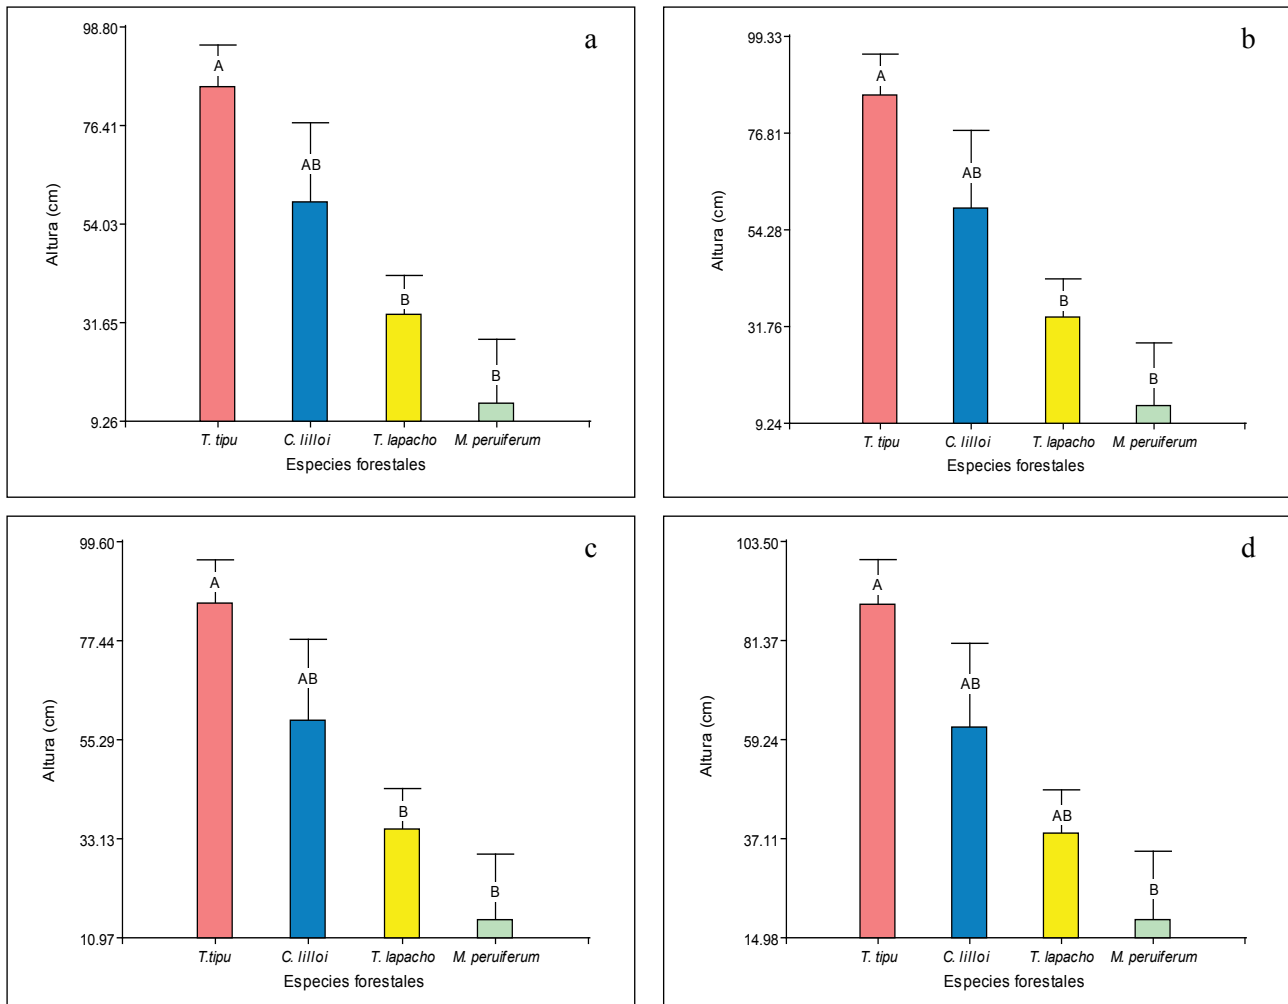 a
98.80
76.41
54.03
31.65
9.26
Altura (cm)
A
AB
B
B
T. tipu
C. lilloi
T. lapacho
M. peruiferum
Especies forestales
b
99.33
76.81
54.28
31.76
9.24
Altura (cm)
A
AB
B
B
T. tipu
C. lilloi
T. lapacho
M. peruiferum
Especies forestales
c
99.60
77.44
55.29
33.13
10.97
Altura (cm)
A
AB
B
B
T.tipu
C. lilloi
T. lapacho
M. peruiferum
Especies forestales
d
103.50
81.37
59.24
37.11
14.98
Altura (cm)
A
AB
AB
B
T. tipu
C. lilloi
T. lapacho
M. peruiferum
Especies forestales